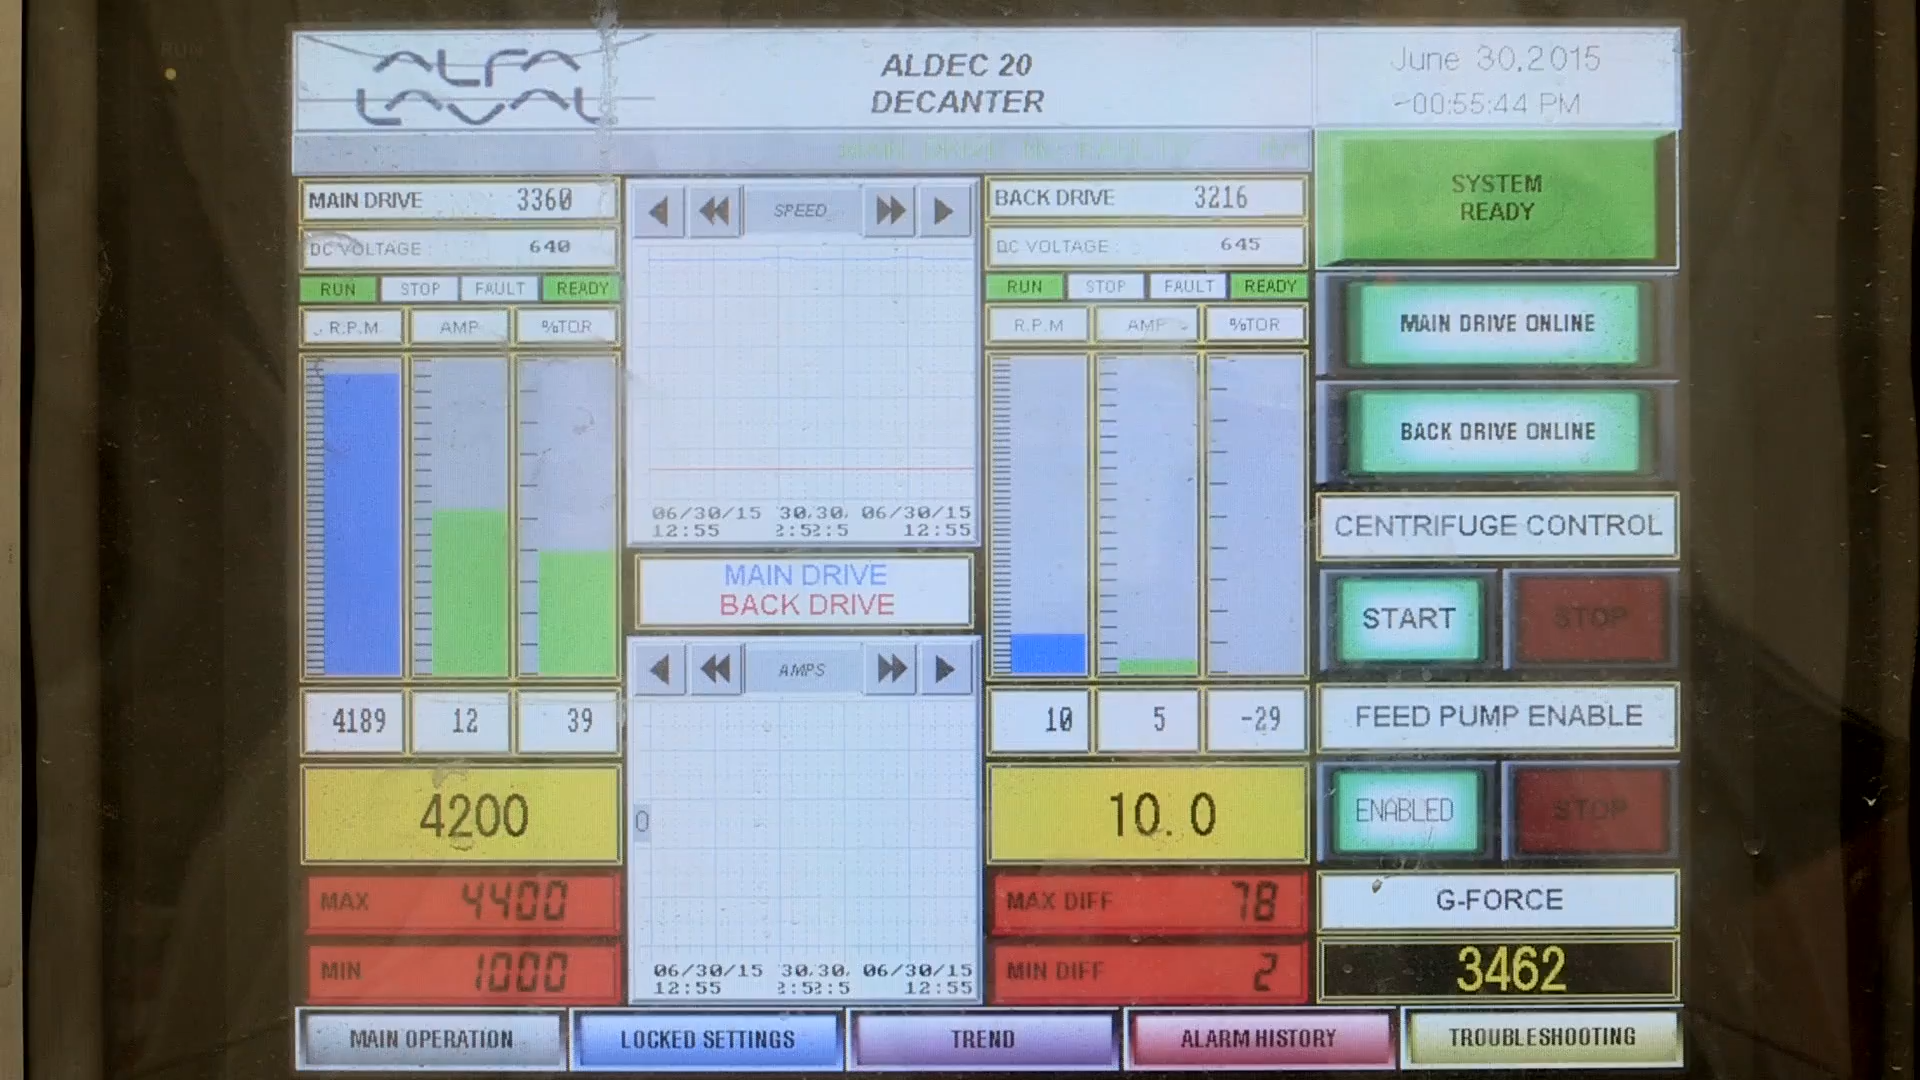 ALFA
LAVAL
ALDEC 20
DECANTER
June 30,2015
00:55:44 PM
MAIN DRIVE 3360
DC VOLTAGE : 640
RUN STOP FAULT READY
R.P.M AMP %TOR
4189 12 39
4200
MAX 4400
MIN 1000
SPEED
06/30/15 30,30, 06/30/15
12:55 2:52:5 12:55
MAIN DRIVE
BACK DRIVE
AMPS
0
06/30/15 30,30, 06/30/15
12:55 2:52:5 12:55
BACK DRIVE 3216
DC VOLTAGE : 645
RUN STOP FAULT READY
R.P.M AMP %TOR
10 5 -29
10.0
MAX DIFF 78
MIN DIFF 2
SYSTEM
READY
MAIN DRIVE ONLINE
BACK DRIVE ONLINE
CENTRIFUGE CONTROL
START STOP
FEED PUMP ENABLE
ENABLED STOP
G-FORCE
3462
MAIN OPERATION LOCKED SETTINGS TREND ALARM HISTORY TROUBLESHOOTING